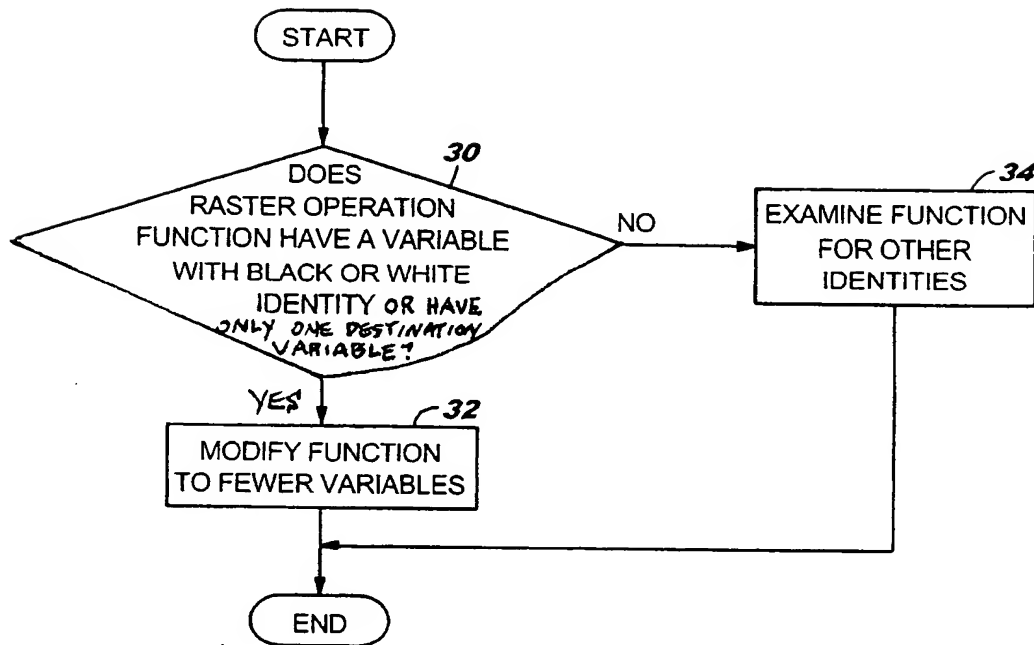 START
30
DOES
RASTER OPERATION
FUNCTION HAVE A VARIABLE
WITH BLACK OR WHITE
IDENTITY OR HAVE
ONLY ONE DESTINATION
VARIABLE?
NO
34
EXAMINE FUNCTION
FOR OTHER
IDENTITIES
YES
32
MODIFY FUNCTION
TO FEWER VARIABLES
END